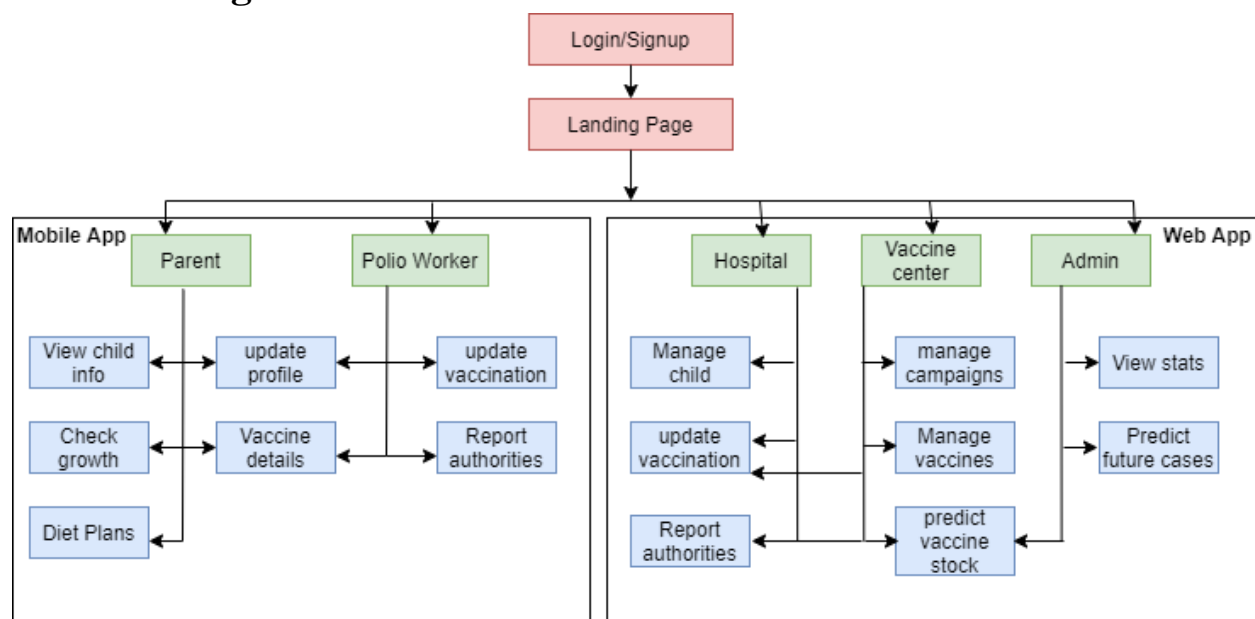 Login/Signup
Landing Page
Mobile App
Web App
Parent
Polio Worker
Hospital
Vaccine
center
Admin
View child
info
update
profile
update
vaccination
Manage
child
manage
campaigns
View stats
Check
growth
Vaccine
details
Report
authorities
update
vaccination
Manage
vaccines
Predict
future cases
Diet Plans
Report
authorities
predict
vaccine
stock